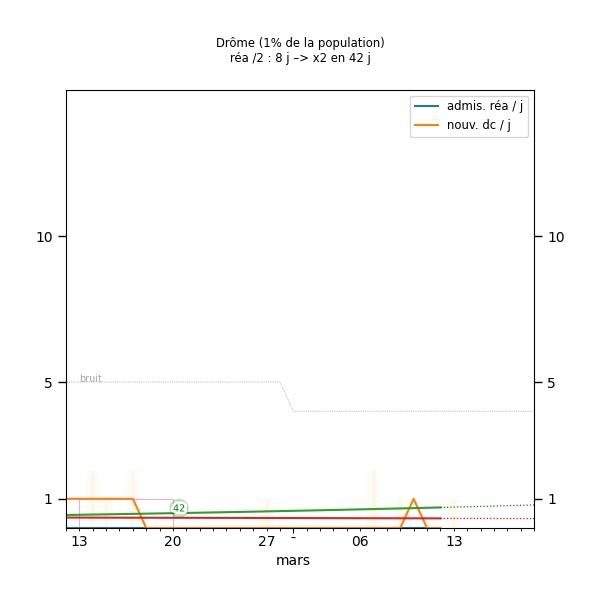 Drôme (1% de la population)
réa /2 : 8 j –> x2 en 42 j
admis. réa / j
nouv. dc / j
10 10
bruit
5 5
42
1 1
13 20 27 - 06 13
mars